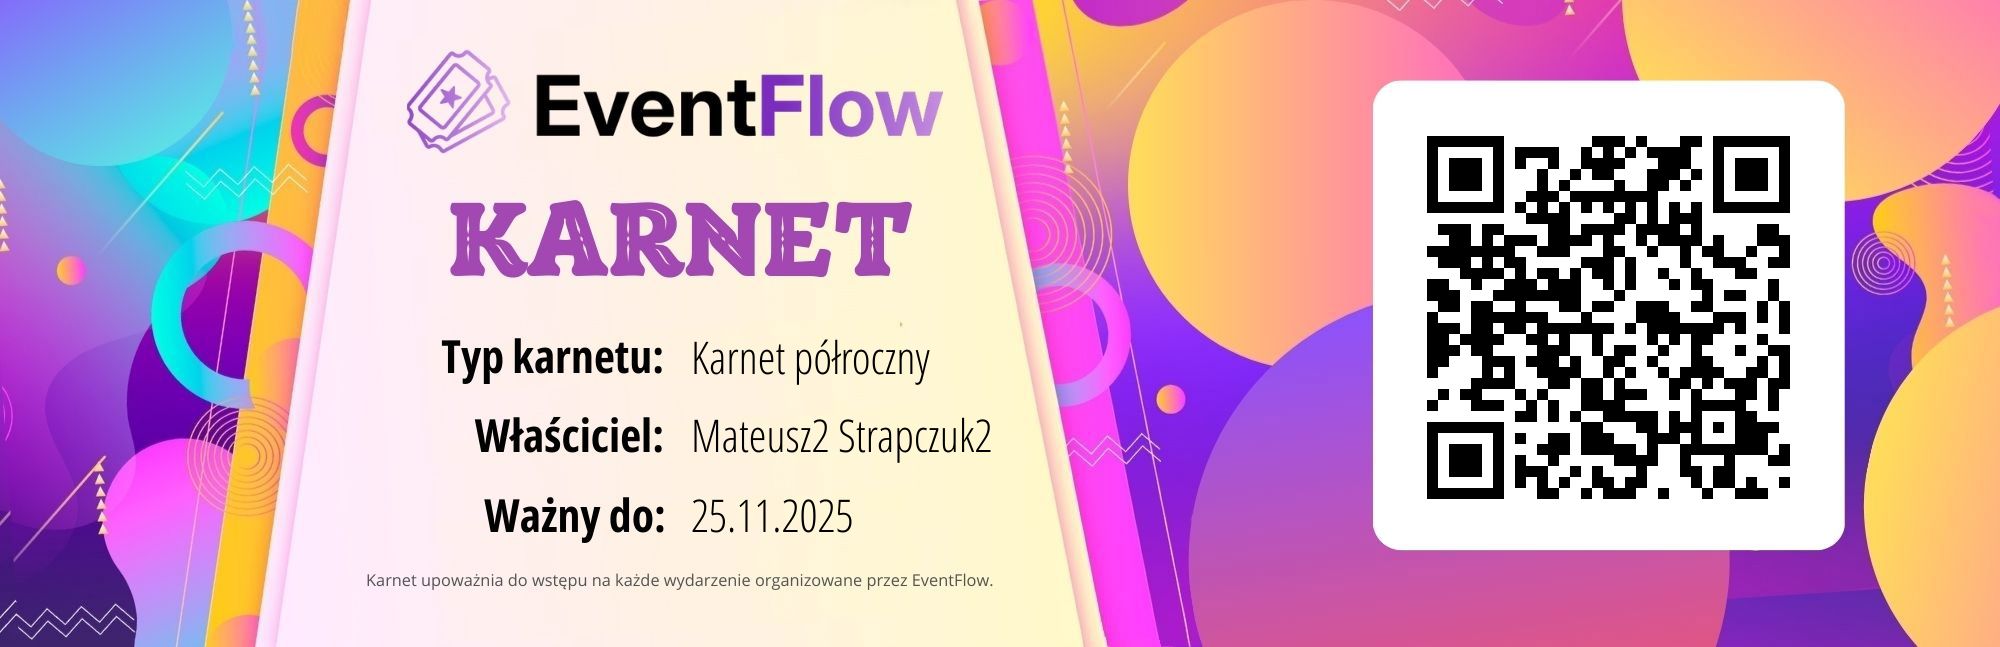 EventFlow
KARNET
Typ karnetu: Karnet półroczny
Właściciel: Mateusz2 Strapczuk2
Ważny do: 25.11.2025
Karnet upoważnia do wstępu na każde wydarzenie organizowane przez EventFlow.